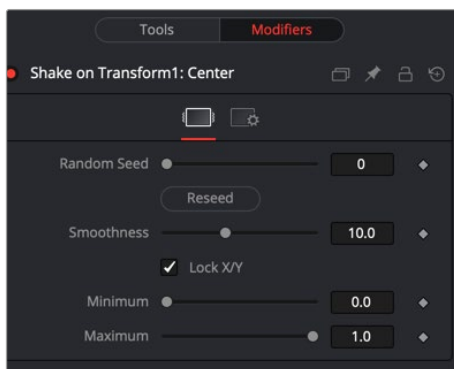 Tools Modifiers
Shake on Transform1: Center
Random Seed 0
Reseed
Smoothness 10.0
Lock X/Y
Minimum 0.0
Maximum 1.0